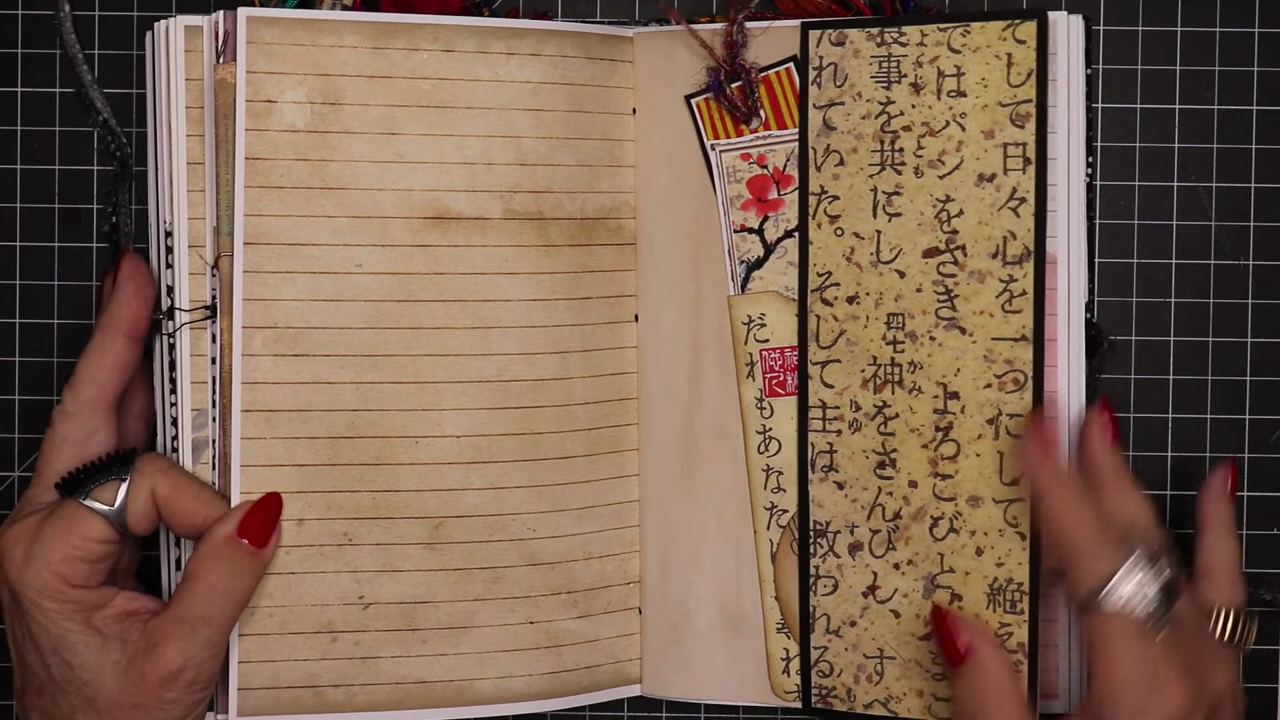 そして日々心を一つにして、絶え
ではパンをさき、よろこびと
食事を共にし、四七神をさんびし、すべ
たれていた。そして主は、救われる者
だれもあなた